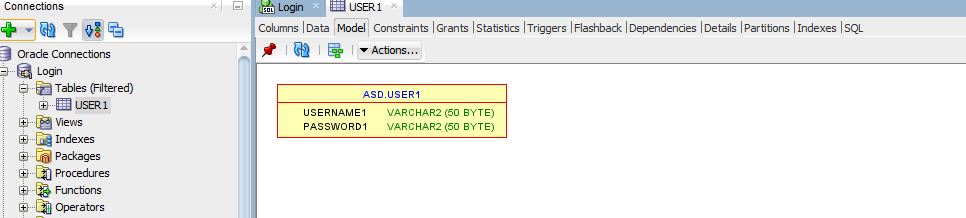 Connections
Oracle Connections
Login
Tables (Filtered)
USER1
Views
Indexes
Packages
Procedures
Functions
Operators
SQL Login USER1
Columns Data Model Constraints Grants Statistics Triggers Flashback Dependencies Details Partitions Indexes SQL
Actions...
ASD.USER1
USERNAME1 VARCHAR2 (50 BYTE)
PASSWORD1 VARCHAR2 (50 BYTE)